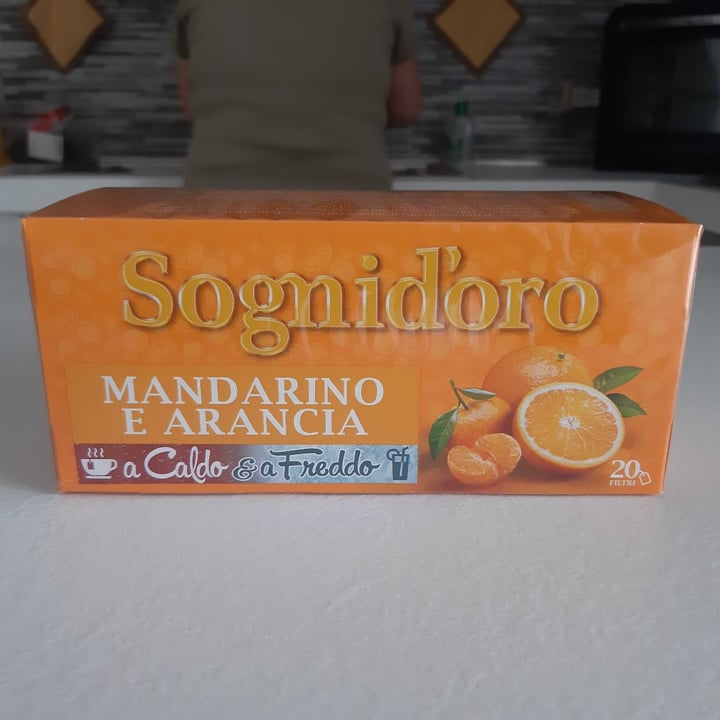 Sognid'oro
MANDARINO
E ARANCIA
a Caldo & a Freddo
20
FILTRI